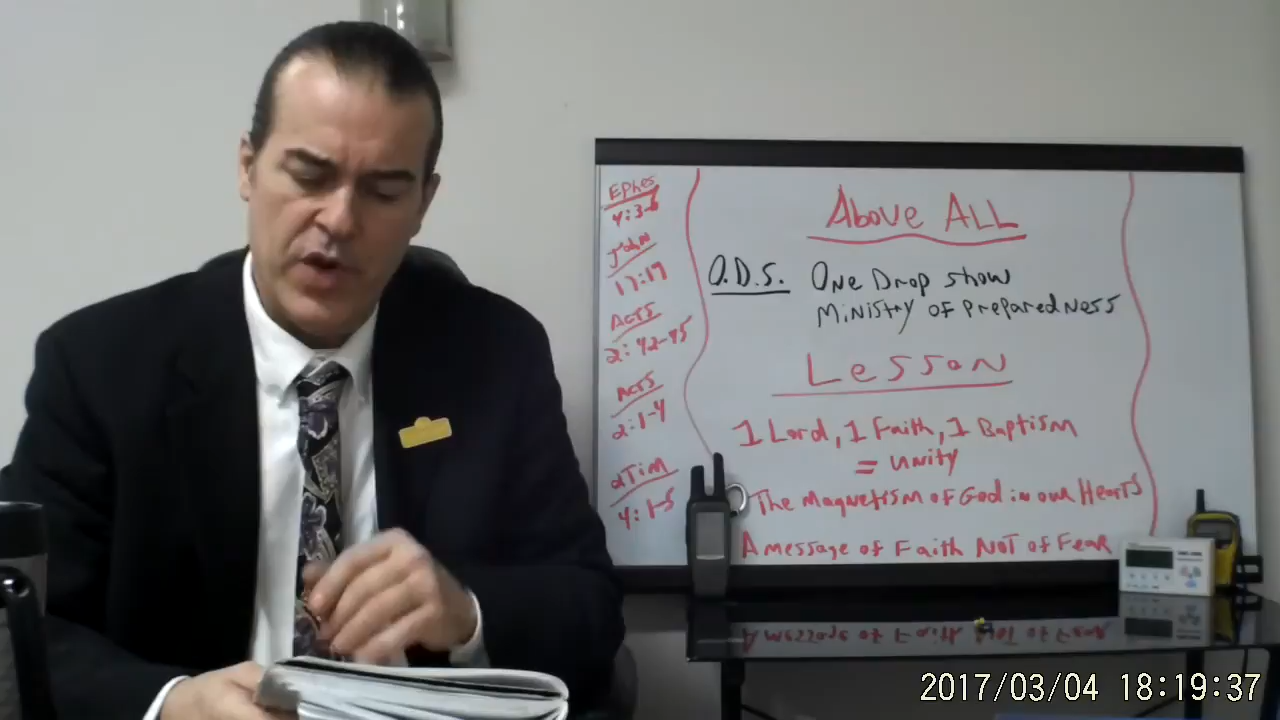 Ephes
4:3-6
John
17:17
ACTS
2:42-45
ACTS
2:1-4
2Tim
4:1-5
Above ALL
O.D.S. One Drop show
Ministry of Preparedness
Lesson
1 Lord, 1 Faith, 1 Baptism
= unity
The Magnetism of God in our Hearts
A message of Faith NOT of Fear
2017/03/04 18:19:37